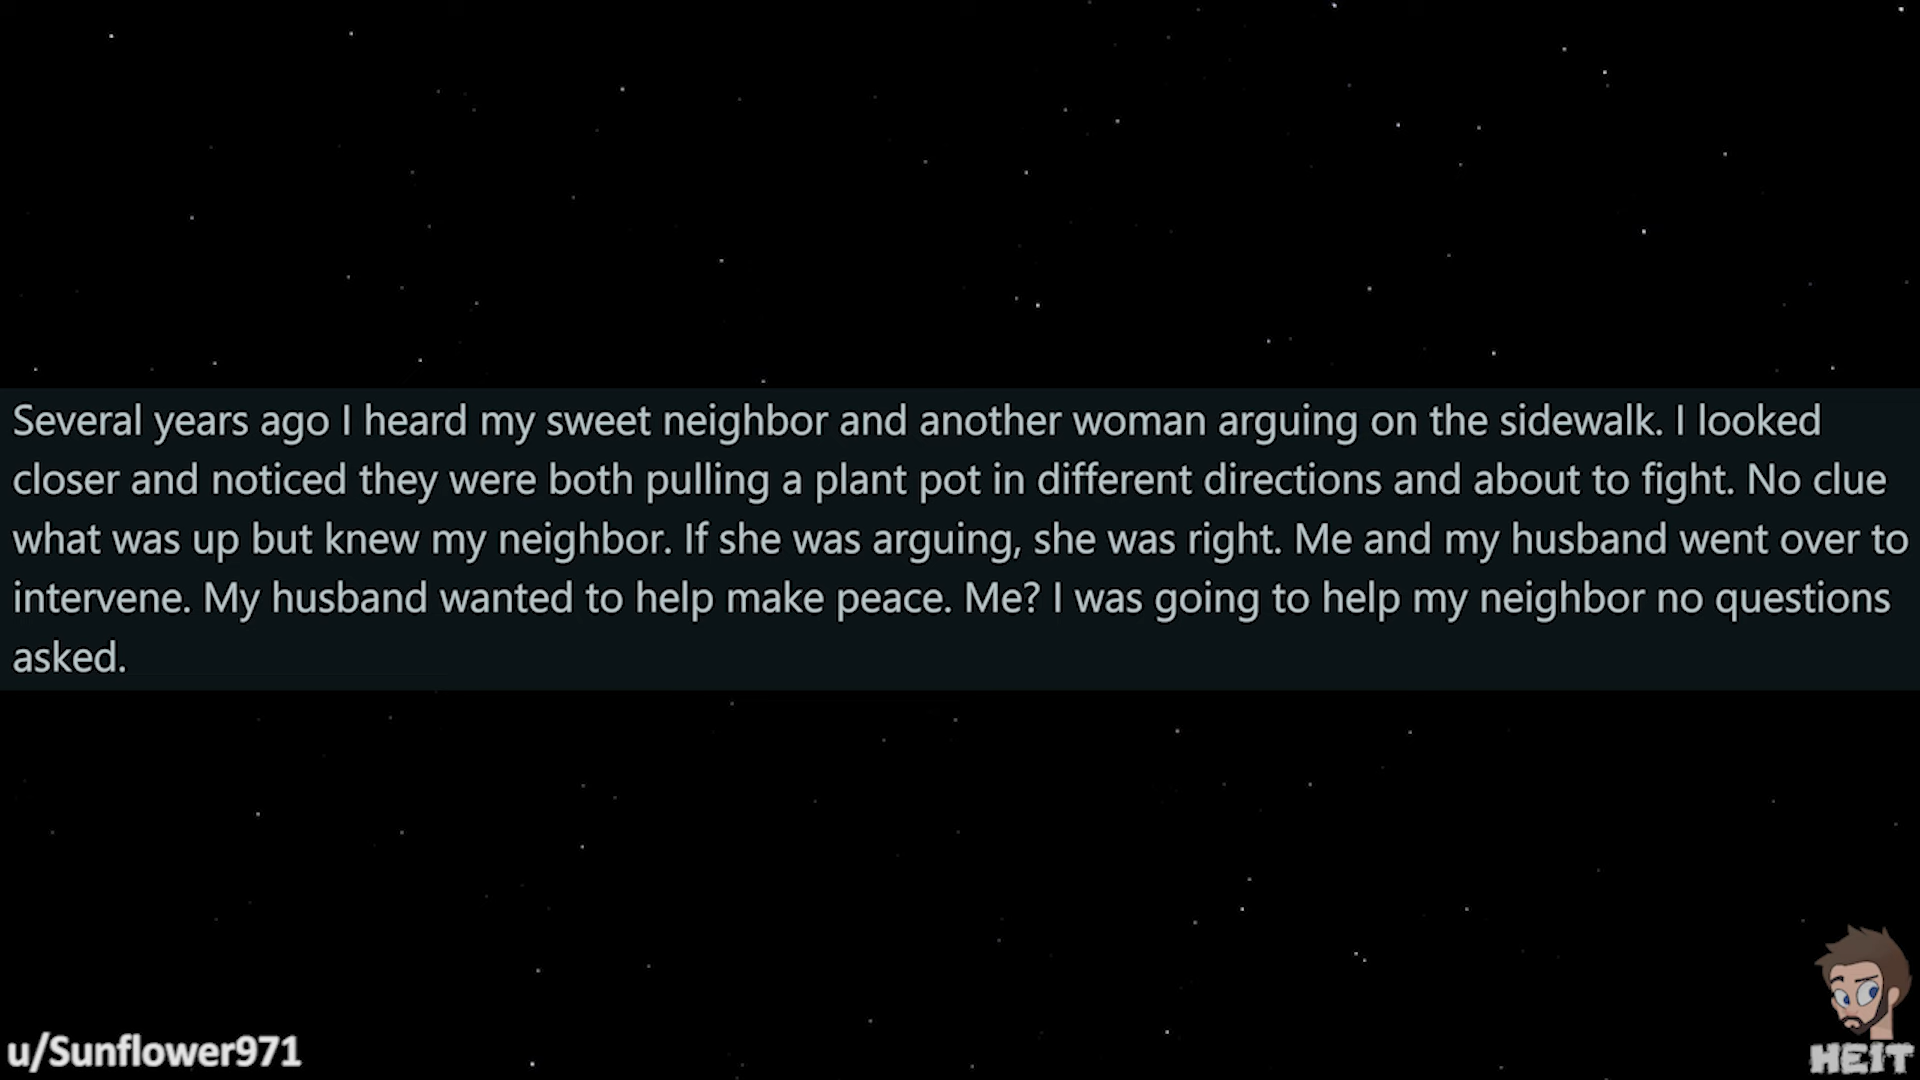 Several years ago I heard my sweet neighbor and another woman arguing on the sidewalk. I looked
closer and noticed they were both pulling a plant pot in different directions and about to fight. No clue
what was up but knew my neighbor. If she was arguing, she was right. Me and my husband went over to
intervene. My husband wanted to help make peace. Me? I was going to help my neighbor no questions
asked.
u/Sunflower971
HEIT